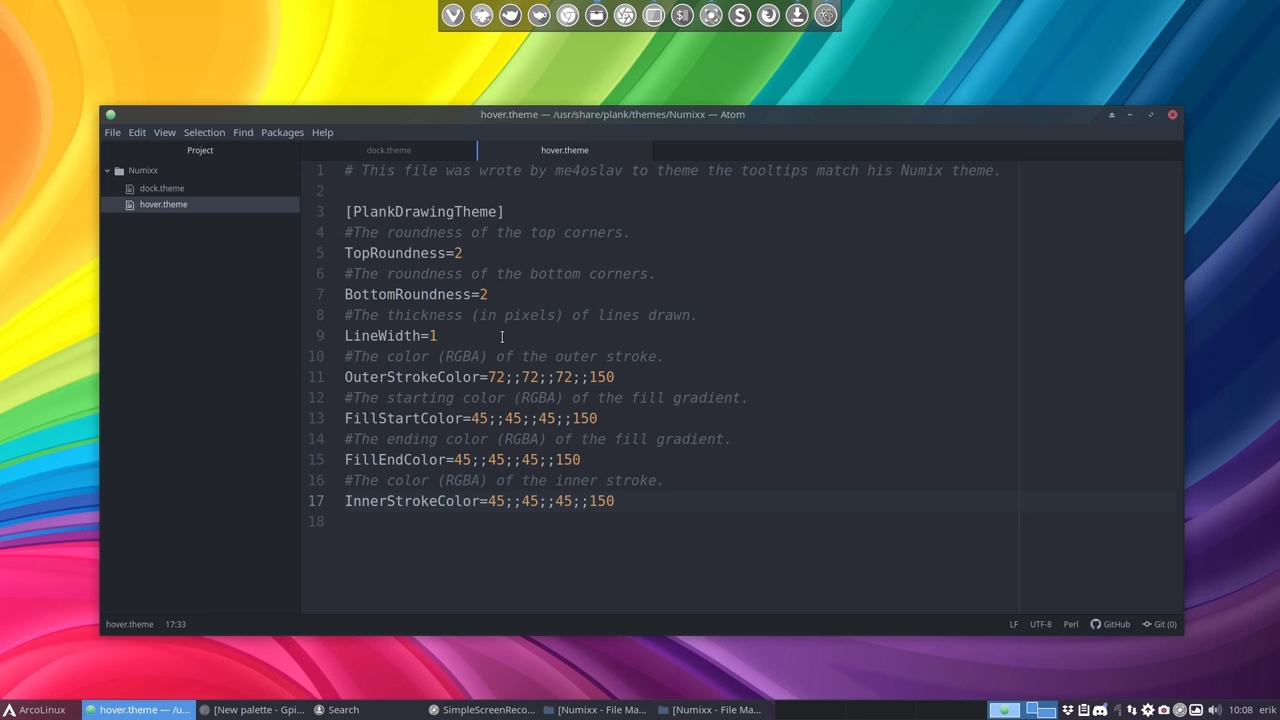 hover.theme — /usr/share/plank/themes/Numixx — Atom
File Edit View Selection Find Packages Help
Project
dock.theme
hover.theme
Numixx
dock.theme
hover.theme
1 # This file was wrote by me4oslav to theme the tooltips match his Numix theme.
2
3 [PlankDrawingTheme]
4 #The roundness of the top corners.
5 TopRoundness=2
6 #The roundness of the bottom corners.
7 BottomRoundness=2
8 #The thickness (in pixels) of lines drawn.
9 LineWidth=1
10 #The color (RGBA) of the outer stroke.
11 OuterStrokeColor=72;;72;;72;;150
12 #The starting color (RGBA) of the fill gradient.
13 FillStartColor=45;;45;;45;;150
14 #The ending color (RGBA) of the fill gradient.
15 FillEndColor=45;;45;;45;;150
16 #The color (RGBA) of the inner stroke.
17 InnerStrokeColor=45;;45;;45;;150
18
hover.theme 17:33 LF UTF-8 Perl GitHub Git (0)
ArcoLinux hover.theme — /u... [New palette - Gpi... Search SimpleScreenReco... [Numixx - File Ma... [Numixx - File Ma... 10:08 erik